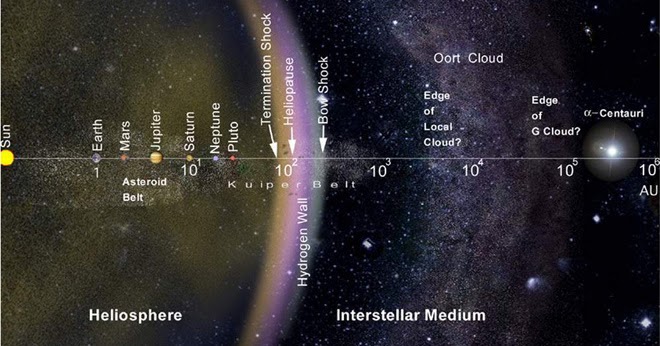 Sun
Earth
Mars
Jupiter
Saturn
Neptune
Pluto
Termination Shock
Heliopause
Bow Shock
Oort Cloud
Edge
of
Local
Cloud?
Edge
of
G Cloud?
α-Centauri
1
10¹
10²
10³
10⁴
10⁵
10⁶
AU
Asteroid
Belt
Kuiper Belt
Hydrogen Wall
Heliosphere
Interstellar Medium